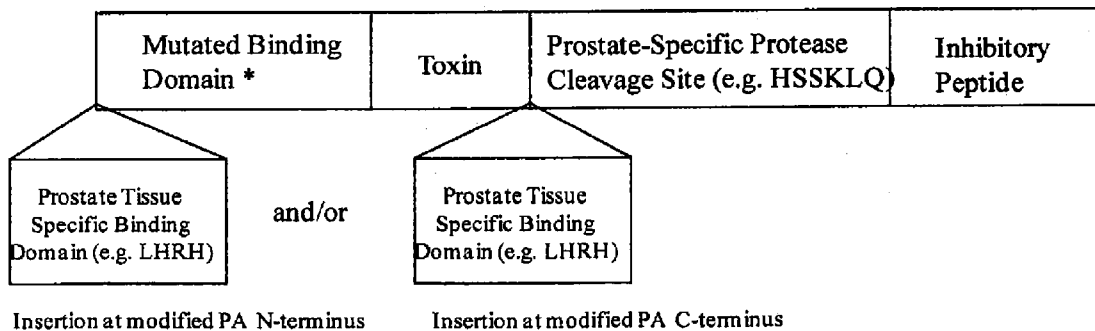 Mutated Binding
Domain *
Toxin
Prostate-Specific Protease
Cleavage Site (e.g. HSSKLQ)
Inhibitory
Peptide
Prostate Tissue
Specific Binding
Domain (e.g. LHRH)
and/or
Prostate Tissue
Specific Binding
Domain (e.g. LHRH)
Insertion at modified PA N-terminus
Insertion at modified PA C-terminus